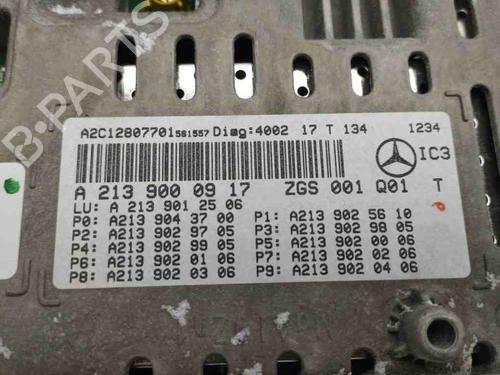 B-PARTS
A2C12807701561557 Diag:4002 17 T 134 1234
IC3
A 213 900 09 17 ZGS 001 Q01 T
LU: A 213 901 25 06
P0: A213 904 37 00 P1: A213 902 56 10
P2: A213 902 97 05 P3: A213 902 98 05
P4: A213 902 99 05 P5: A213 902 00 06
P6: A213 902 01 06 P7: A213 902 02 06
P8: A213 902 03 06 P9: A213 902 04 06